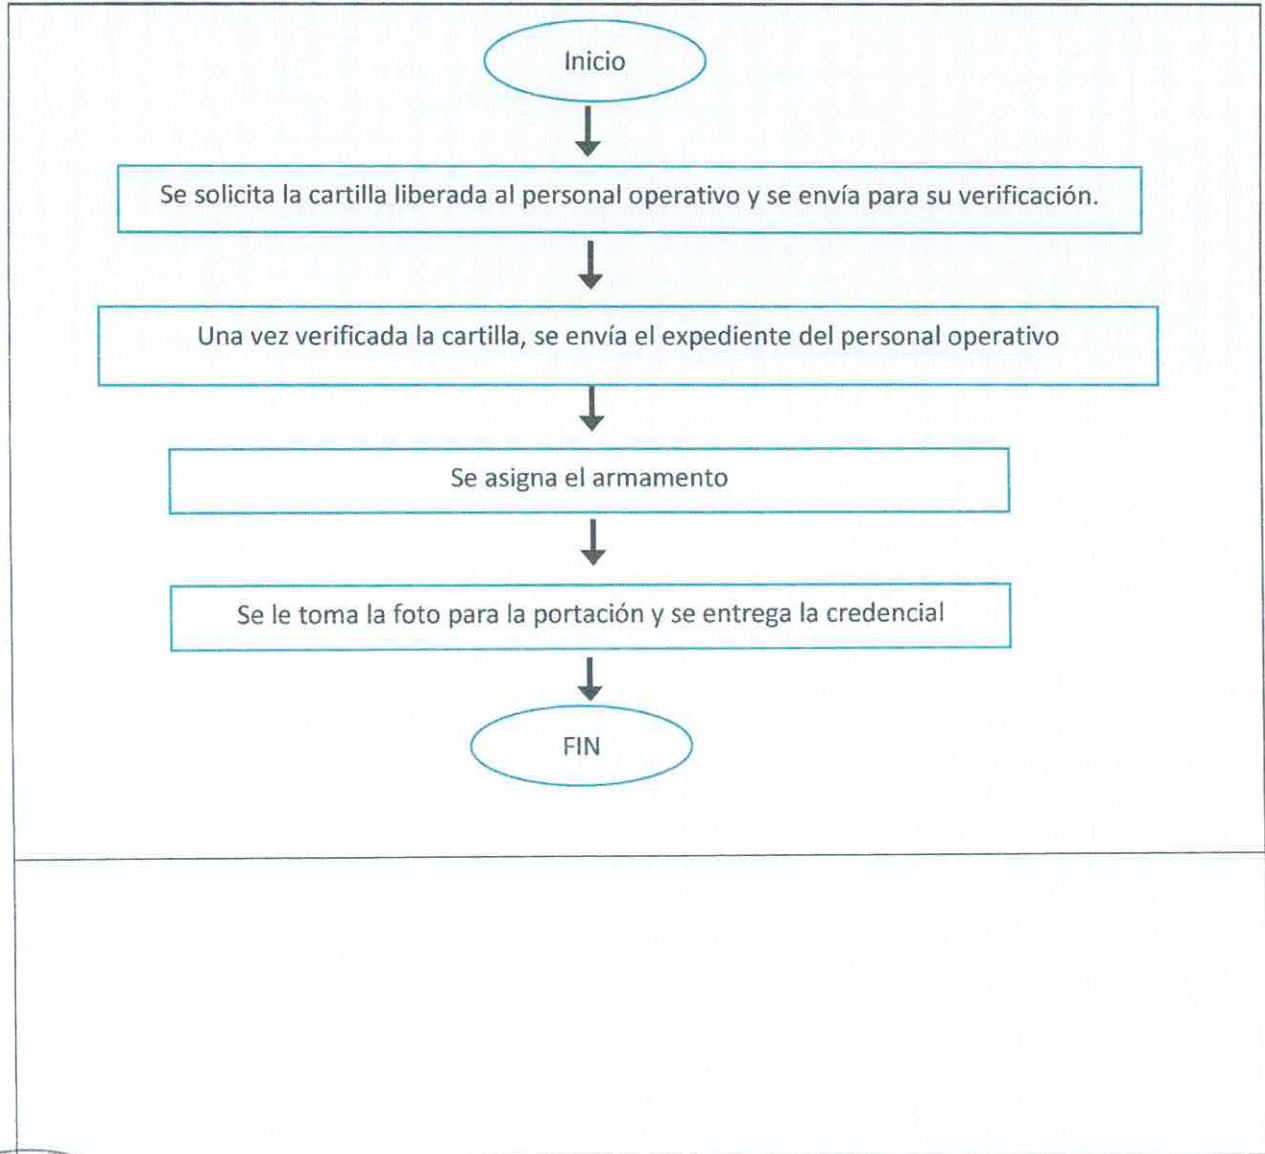 Inicio
Se solicita la cartilla liberada al personal operativo y se envía para su verificación.
Una vez verificada la cartilla, se envía el expediente del personal operativo
Se asigna el armamento
Se le toma la foto para la portación y se entrega la credencial
FIN